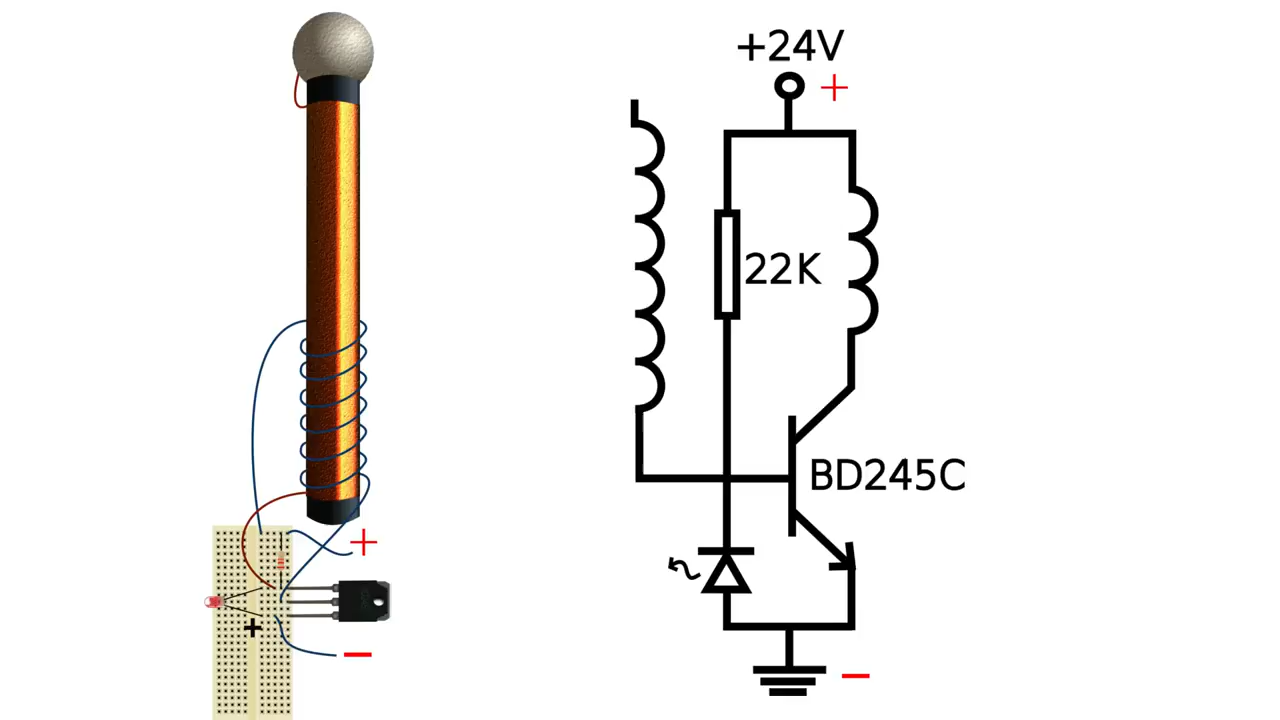 +24V
+
22K
BD245C
+
+
−
−